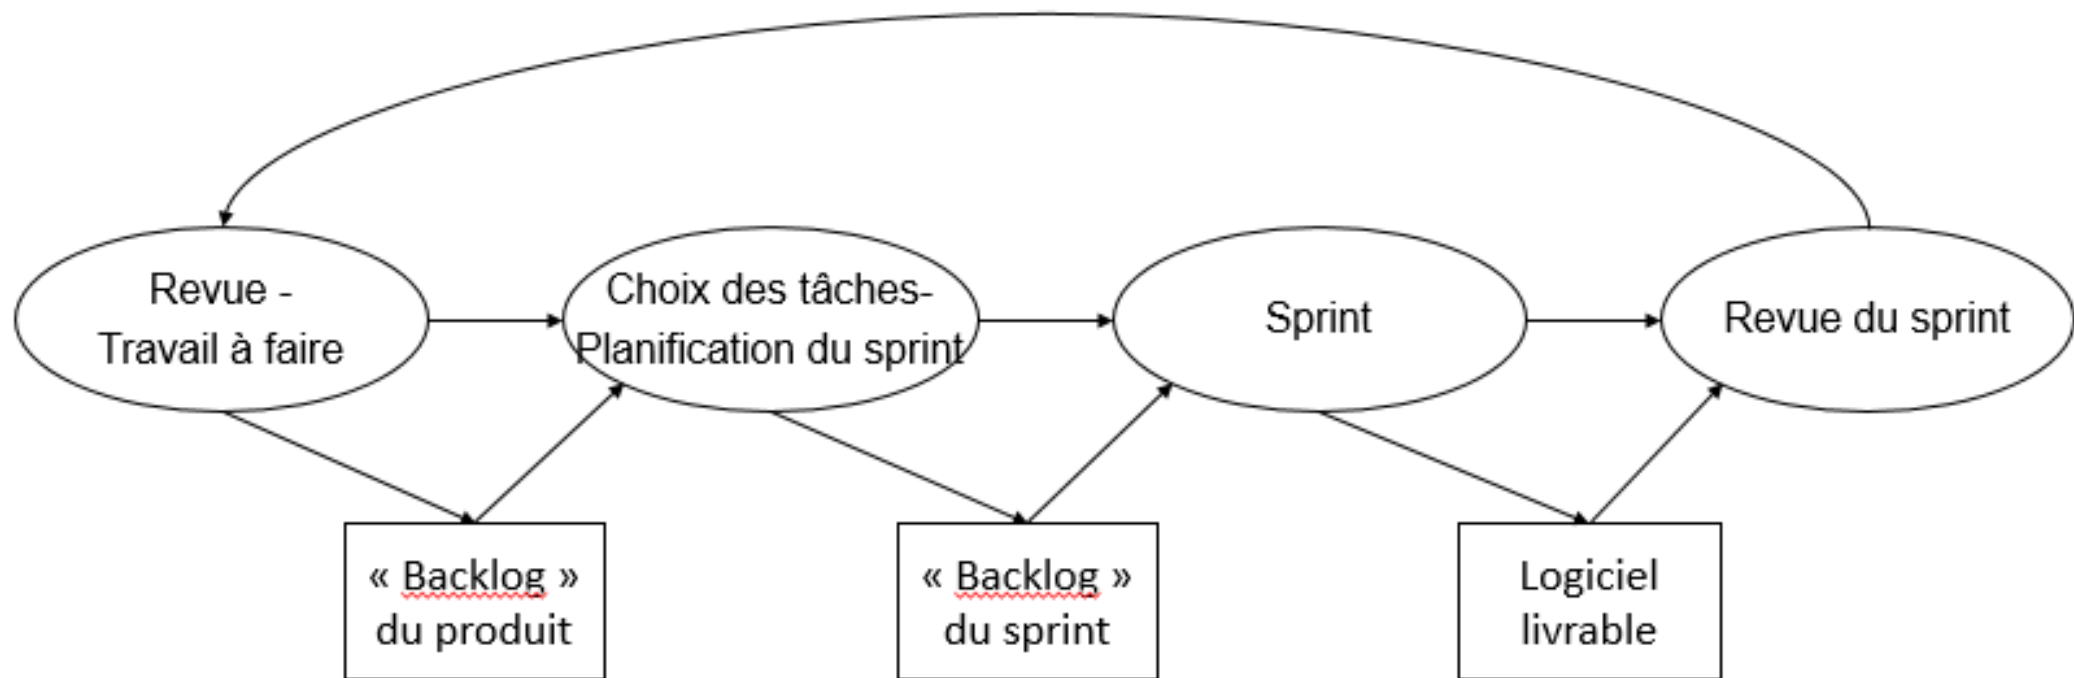 Revue -
Travail à faire
Choix des tâches-
Planification du sprint
Sprint
Revue du sprint
« Backlog »
du produit
« Backlog »
du sprint
Logiciel
livrable